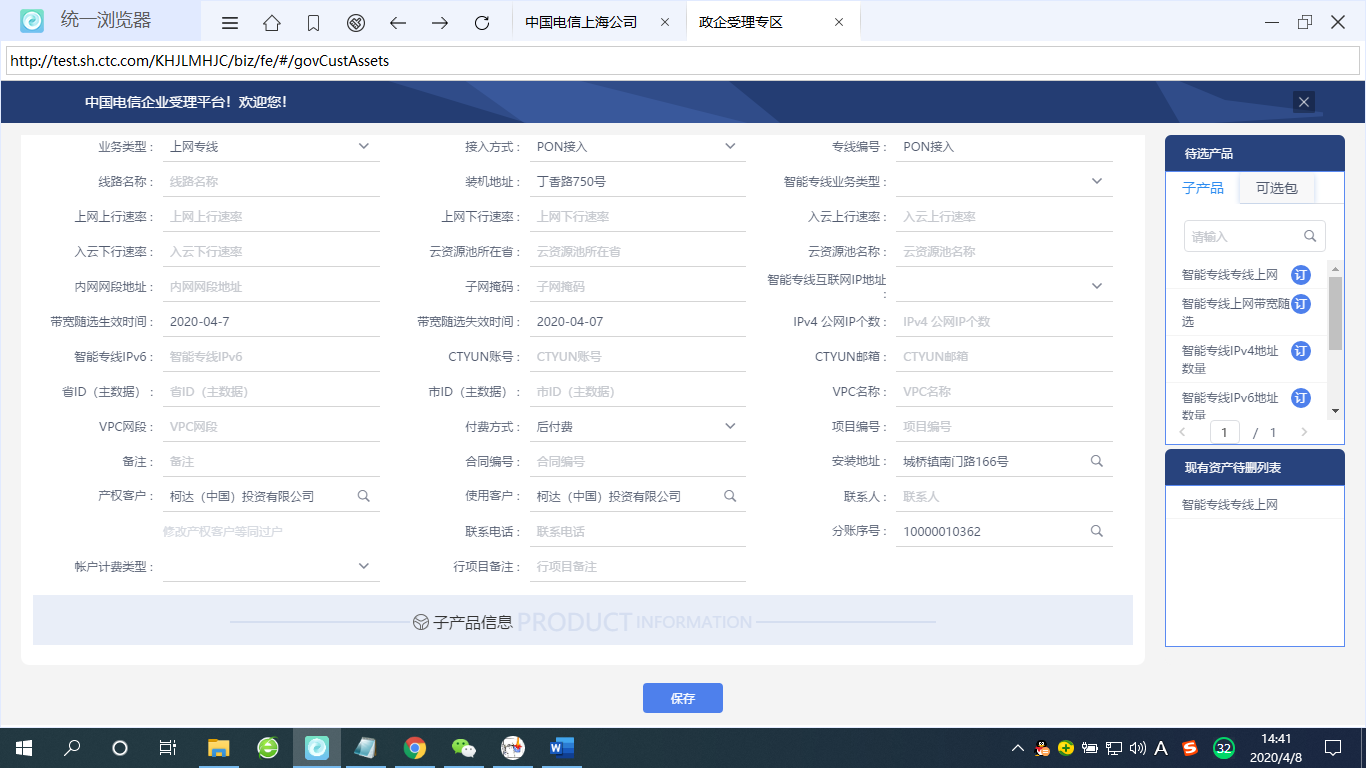 统一浏览器
中国电信上海公司
政企受理专区
http://test.sh.ctc.com/KHJLMHJC/biz/fe/#/govCustAssets
中国电信企业受理平台！欢迎您！
业务类型： 上网专线 接入方式： PON接入 专线编号： PON接入
线路名称： 线路名称 装机地址： 丁香路750号 智能专线业务类型：
上网上行速率： 上网上行速率 上网下行速率： 上网下行速率 入云上行速率： 入云上行速率
入云下行速率： 入云下行速率 云资源池所在省： 云资源池所在省 云资源池名称： 云资源池名称
内网网段地址： 内网网段地址 子网掩码： 子网掩码 智能专线互联网IP地址：
带宽随选生效时间： 2020-04-7 带宽随选失效时间： 2020-04-07 IPv4 公网IP个数： IPv4 公网IP个数
智能专线IPv6： 智能专线IPv6 CTYUN账号： CTYUN账号 CTYUN邮箱： CTYUN邮箱
省ID（主数据）： 省ID（主数据） 市ID（主数据）： 市ID（主数据） VPC名称： VPC名称
VPC网段： VPC网段 付费方式： 后付费 项目编号： 项目编号
备注： 备注 合同编号： 合同编号 安装地址： 城桥镇南门路166号
产权客户： 柯达（中国）投资有限公司 使用客户： 柯达（中国）投资有限公司 联系人： 联系人
修改产权客户等同过户 联系电话： 联系电话 分账序号： 10000010362
帐户计费类型： 行项目备注： 行项目备注
子产品信息 PRODUCT INFORMATION
保存
待选产品
子产品 可选包
请输入
智能专线专线上网 订
智能专线上网带宽随选 订
智能专线IPv4地址数量 订
智能专线IPv6地址数量 订
1 / 1
现有资产待删列表
智能专线专线上网
A
S
32
14:41
2020/4/8